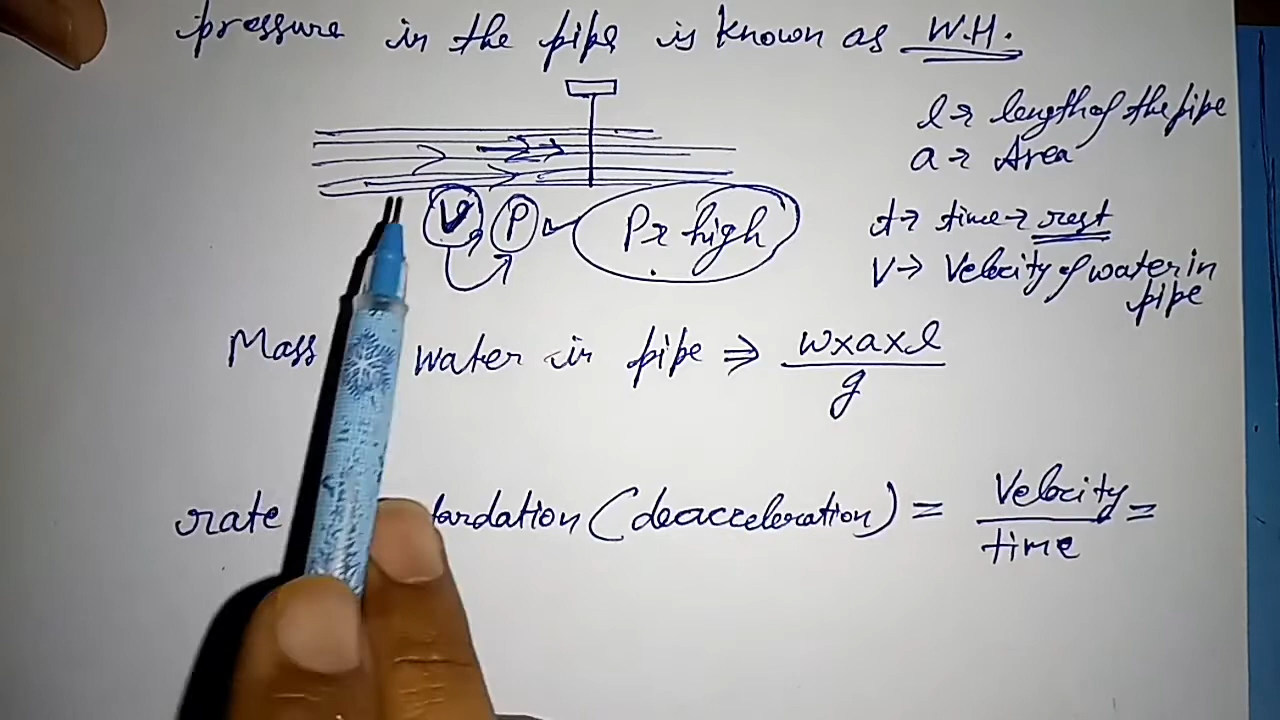 pressure in the pipe is known as W.H.
l → length of the pipe
a → Area
t → time → rest
V → Velocity of water in
pipe
V P P → high
Mass water in pipe ⇒ w×a×l
g
rate tardation (deacceleration) = Velocity =
time